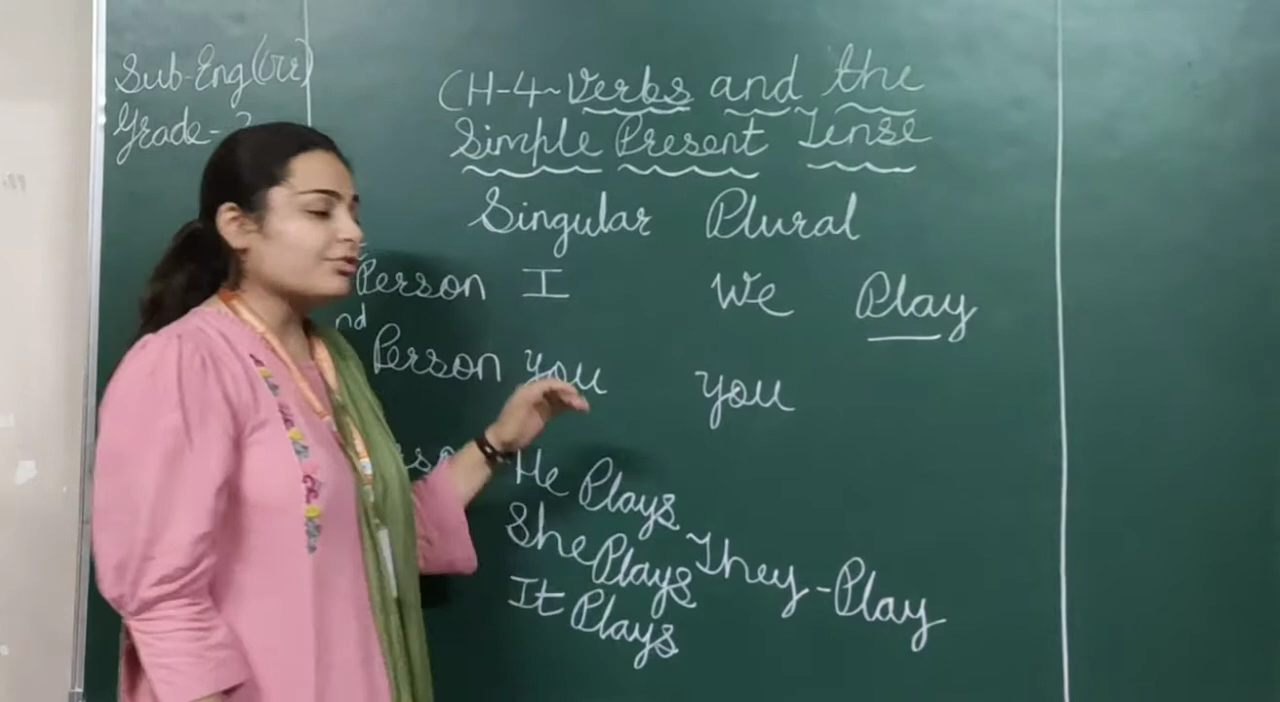 Sub-Eng
Grade-
CH-4-Verbs and the
Simple Present Tense
Singular Plural
Person I We Play
nd Person you you
He Plays
She Plays They-Play
It Plays